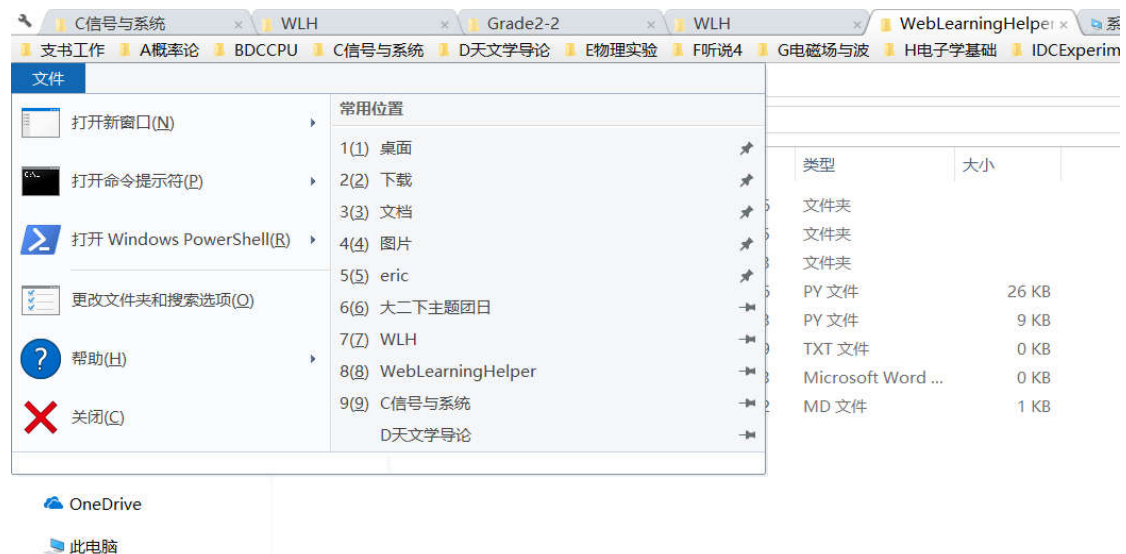 C信号与系统 WLH Grade2-2 WLH WebLearningHelper 系
支书工作 A概率论 BDCCPU C信号与系统 D天文学导论 E物理实验 F听说4 G电磁场与波 H电子学基础 IDCExperim
文件
常用位置
打开新窗口(N)
1(1) 桌面
类型 大小
打开命令提示符(P)
2(2) 下载
3(3) 文档
文件夹
打开 Windows PowerShell(R)
4(4) 图片
文件夹
5(5) eric
文件夹
更改文件夹和搜索选项(O)
6(6) 大二下主题团日
PY 文件 26 KB
7(7) WLH
PY 文件 9 KB
帮助(H)
8(8) WebLearningHelper
TXT 文件 0 KB
9(9) C信号与系统
Microsoft Word ... 0 KB
关闭(C)
MD 文件 1 KB
D天文学导论
OneDrive
此电脑